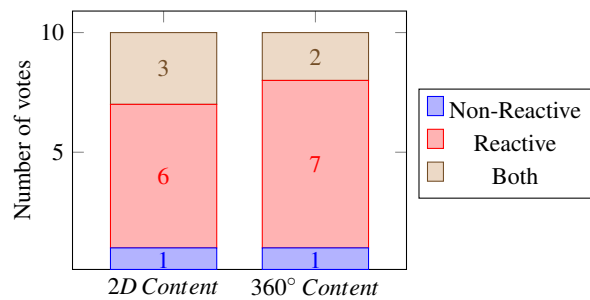 Number of votes
10
5
3
6
1
2
7
1
2D Content
360° Content
Non-Reactive
Reactive
Both